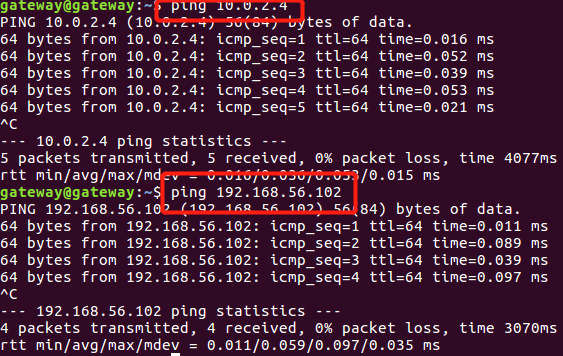 gateway@gateway:~$ ping 10.0.2.4
PING 10.0.2.4 (10.0.2.4) 56(84) bytes of data.
64 bytes from 10.0.2.4: icmp_seq=1 ttl=64 time=0.016 ms
64 bytes from 10.0.2.4: icmp_seq=2 ttl=64 time=0.052 ms
64 bytes from 10.0.2.4: icmp_seq=3 ttl=64 time=0.039 ms
64 bytes from 10.0.2.4: icmp_seq=4 ttl=64 time=0.053 ms
64 bytes from 10.0.2.4: icmp_seq=5 ttl=64 time=0.021 ms
^C
--- 10.0.2.4 ping statistics ---
5 packets transmitted, 5 received, 0% packet loss, time 4077ms
rtt min/avg/max/mdev = 0.016/0.036/0.053/0.015 ms
gateway@gateway:~$ ping 192.168.56.102
PING 192.168.56.102 (192.168.56.102) 56(84) bytes of data.
64 bytes from 192.168.56.102: icmp_seq=1 ttl=64 time=0.011 ms
64 bytes from 192.168.56.102: icmp_seq=2 ttl=64 time=0.089 ms
64 bytes from 192.168.56.102: icmp_seq=3 ttl=64 time=0.039 ms
64 bytes from 192.168.56.102: icmp_seq=4 ttl=64 time=0.097 ms
^C
--- 192.168.56.102 ping statistics ---
4 packets transmitted, 4 received, 0% packet loss, time 3070ms
rtt min/avg/max/mdev = 0.011/0.059/0.097/0.035 ms